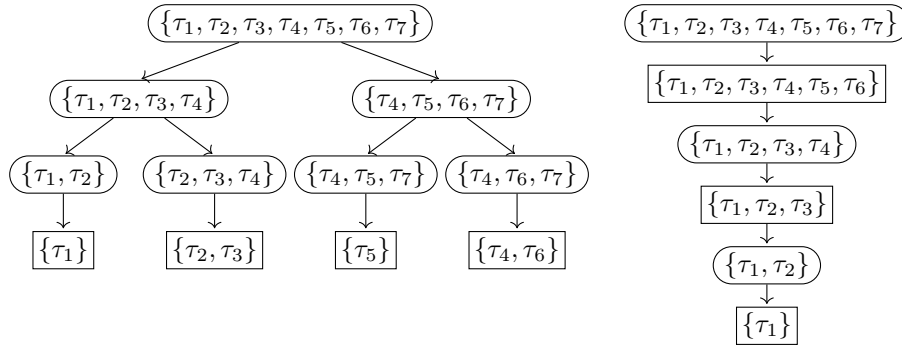 {τ1, τ2, τ3, τ4, τ5, τ6, τ7}
{τ1, τ2, τ3, τ4} {τ4, τ5, τ6, τ7}
{τ1, τ2} {τ2, τ3, τ4} {τ4, τ5, τ7} {τ4, τ6, τ7}
{τ1} {τ2, τ3} {τ5} {τ4, τ6}
{τ1, τ2, τ3, τ4, τ5, τ6, τ7}
{τ1, τ2, τ3, τ4, τ5, τ6}
{τ1, τ2, τ3, τ4}
{τ1, τ2, τ3}
{τ1, τ2}
{τ1}